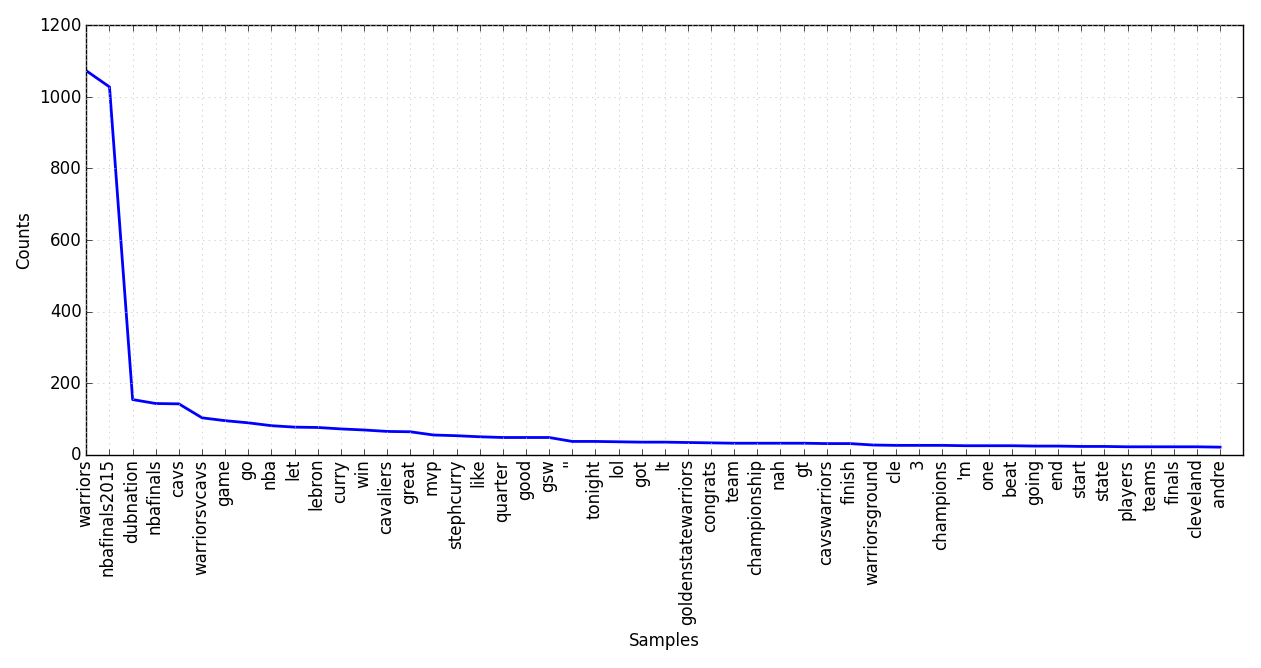 1200
1000
800
600
400
200
0
Counts
warriors
nbafinals2015
dubnation
nbafinals
cavs
warriorsvcavs
game
go
nba
let
lebron
curry
win
cavaliers
great
mvp
stephcurry
like
quarter
good
gsw
"
tonight
lol
got
lt
goldenstatewarriors
congrats
team
championship
nah
gt
cavswarriors
finish
warriorsground
cle
3
champions
'm
one
beat
going
end
start
state
players
teams
finals
cleveland
andre
Samples